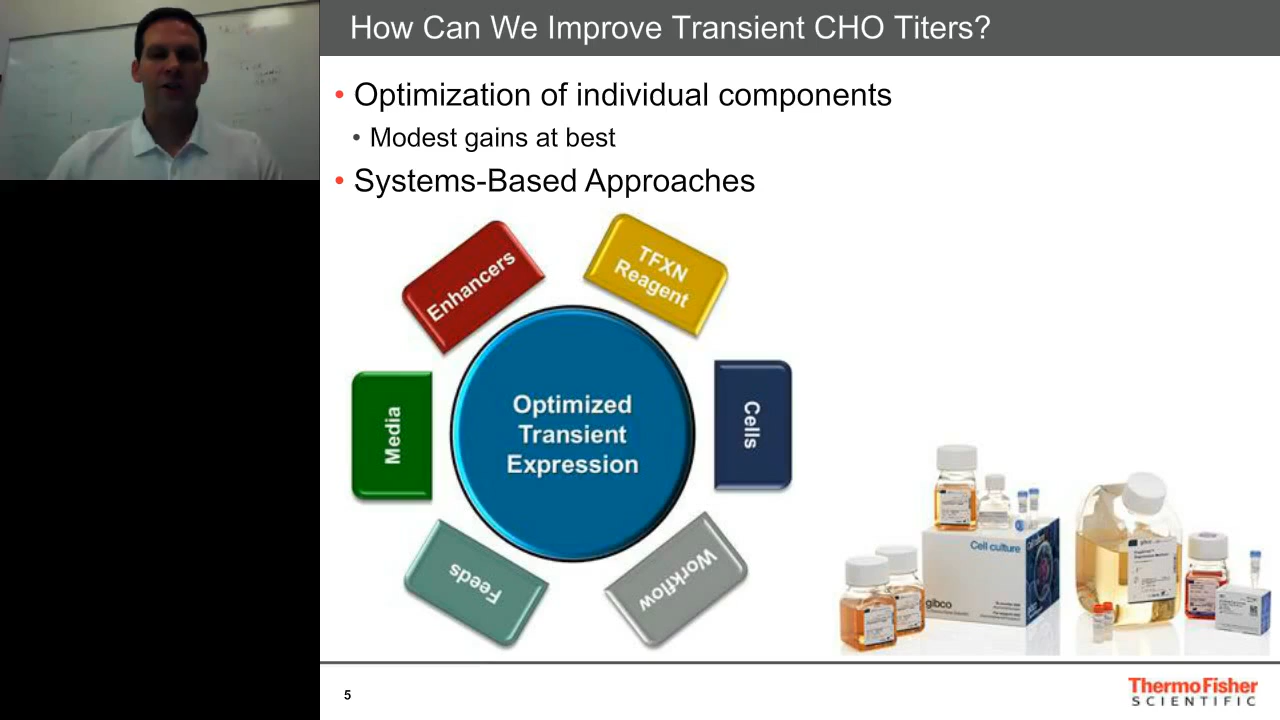 How Can We Improve Transient CHO Titers?
• Optimization of individual components
• Modest gains at best
• Systems-Based Approaches
Enhancers
TFXN
Reagent
Media
Optimized
Transient
Expression
Cells
Feeds
Workflow
Cell culture
gibco
gibco
5
ThermoFisher
SCIENTIFIC